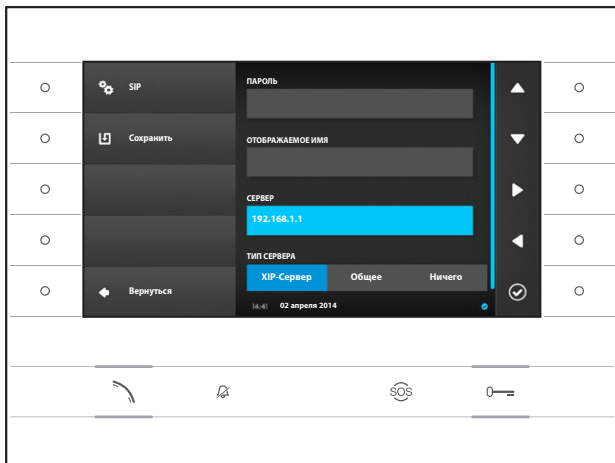 SIP
Сохранить
Вернуться
ПАРОЛЬ
ОТОБРАЖАЕМОЕ ИМЯ
СЕРВЕР
192.168.1.1
ТИП СЕРВЕРА
XIP-Сервер Общее Ничего
14:41 02 апреля 2014
SOS